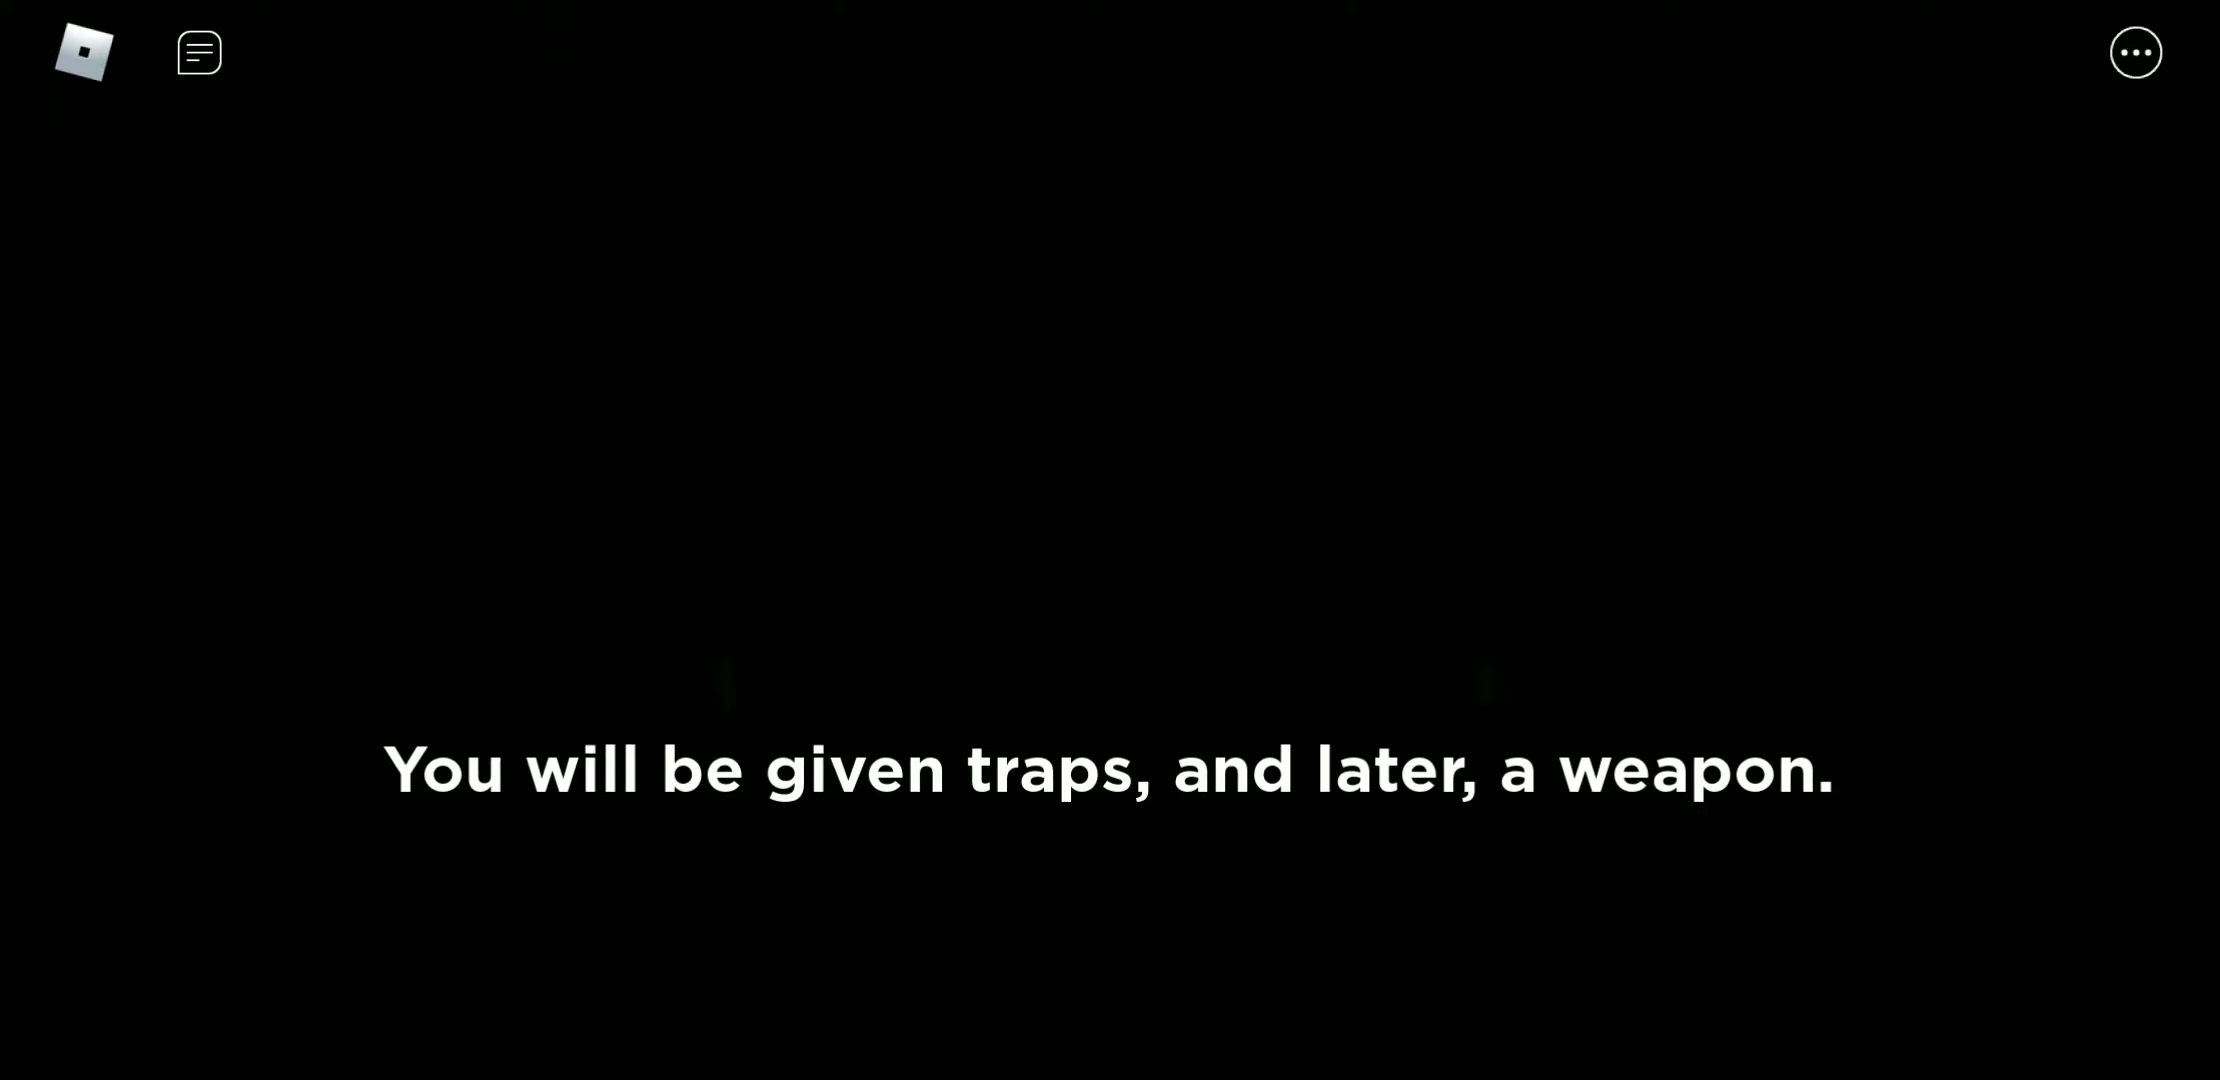 You will be given traps, and later, a weapon.